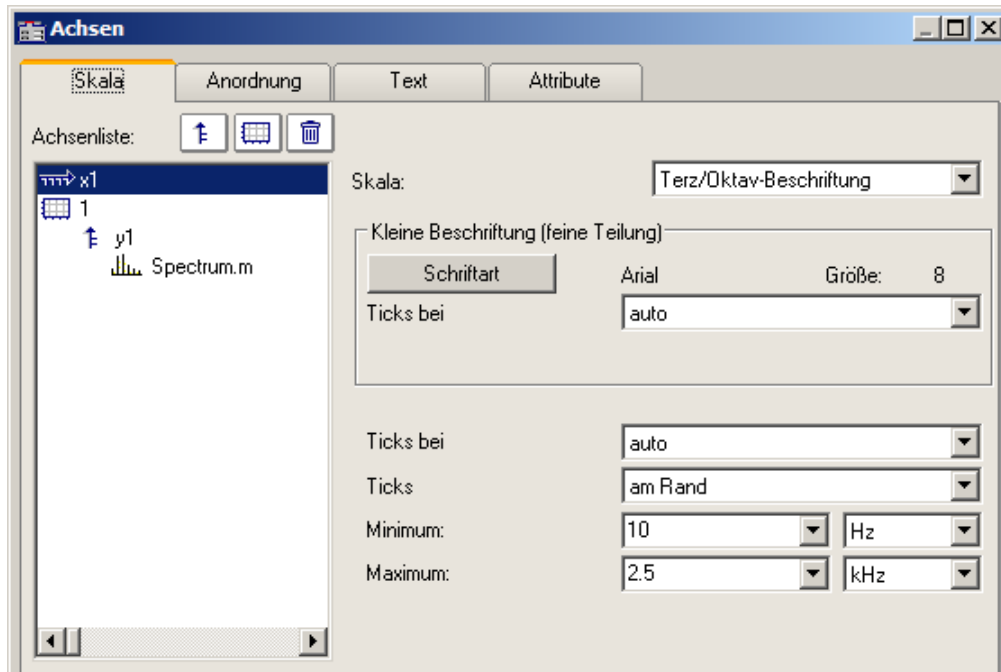 Achsen
Skala Anordnung Text Attribute
Achsenliste:
x1
1
y1
Spectrum.m
Skala: Terz/Oktav-Beschriftung
Kleine Beschriftung (feine Teilung)
Schriftart Arial Größe: 8
Ticks bei auto
Ticks bei auto
Ticks am Rand
Minimum: 10 Hz
Maximum: 2.5 kHz